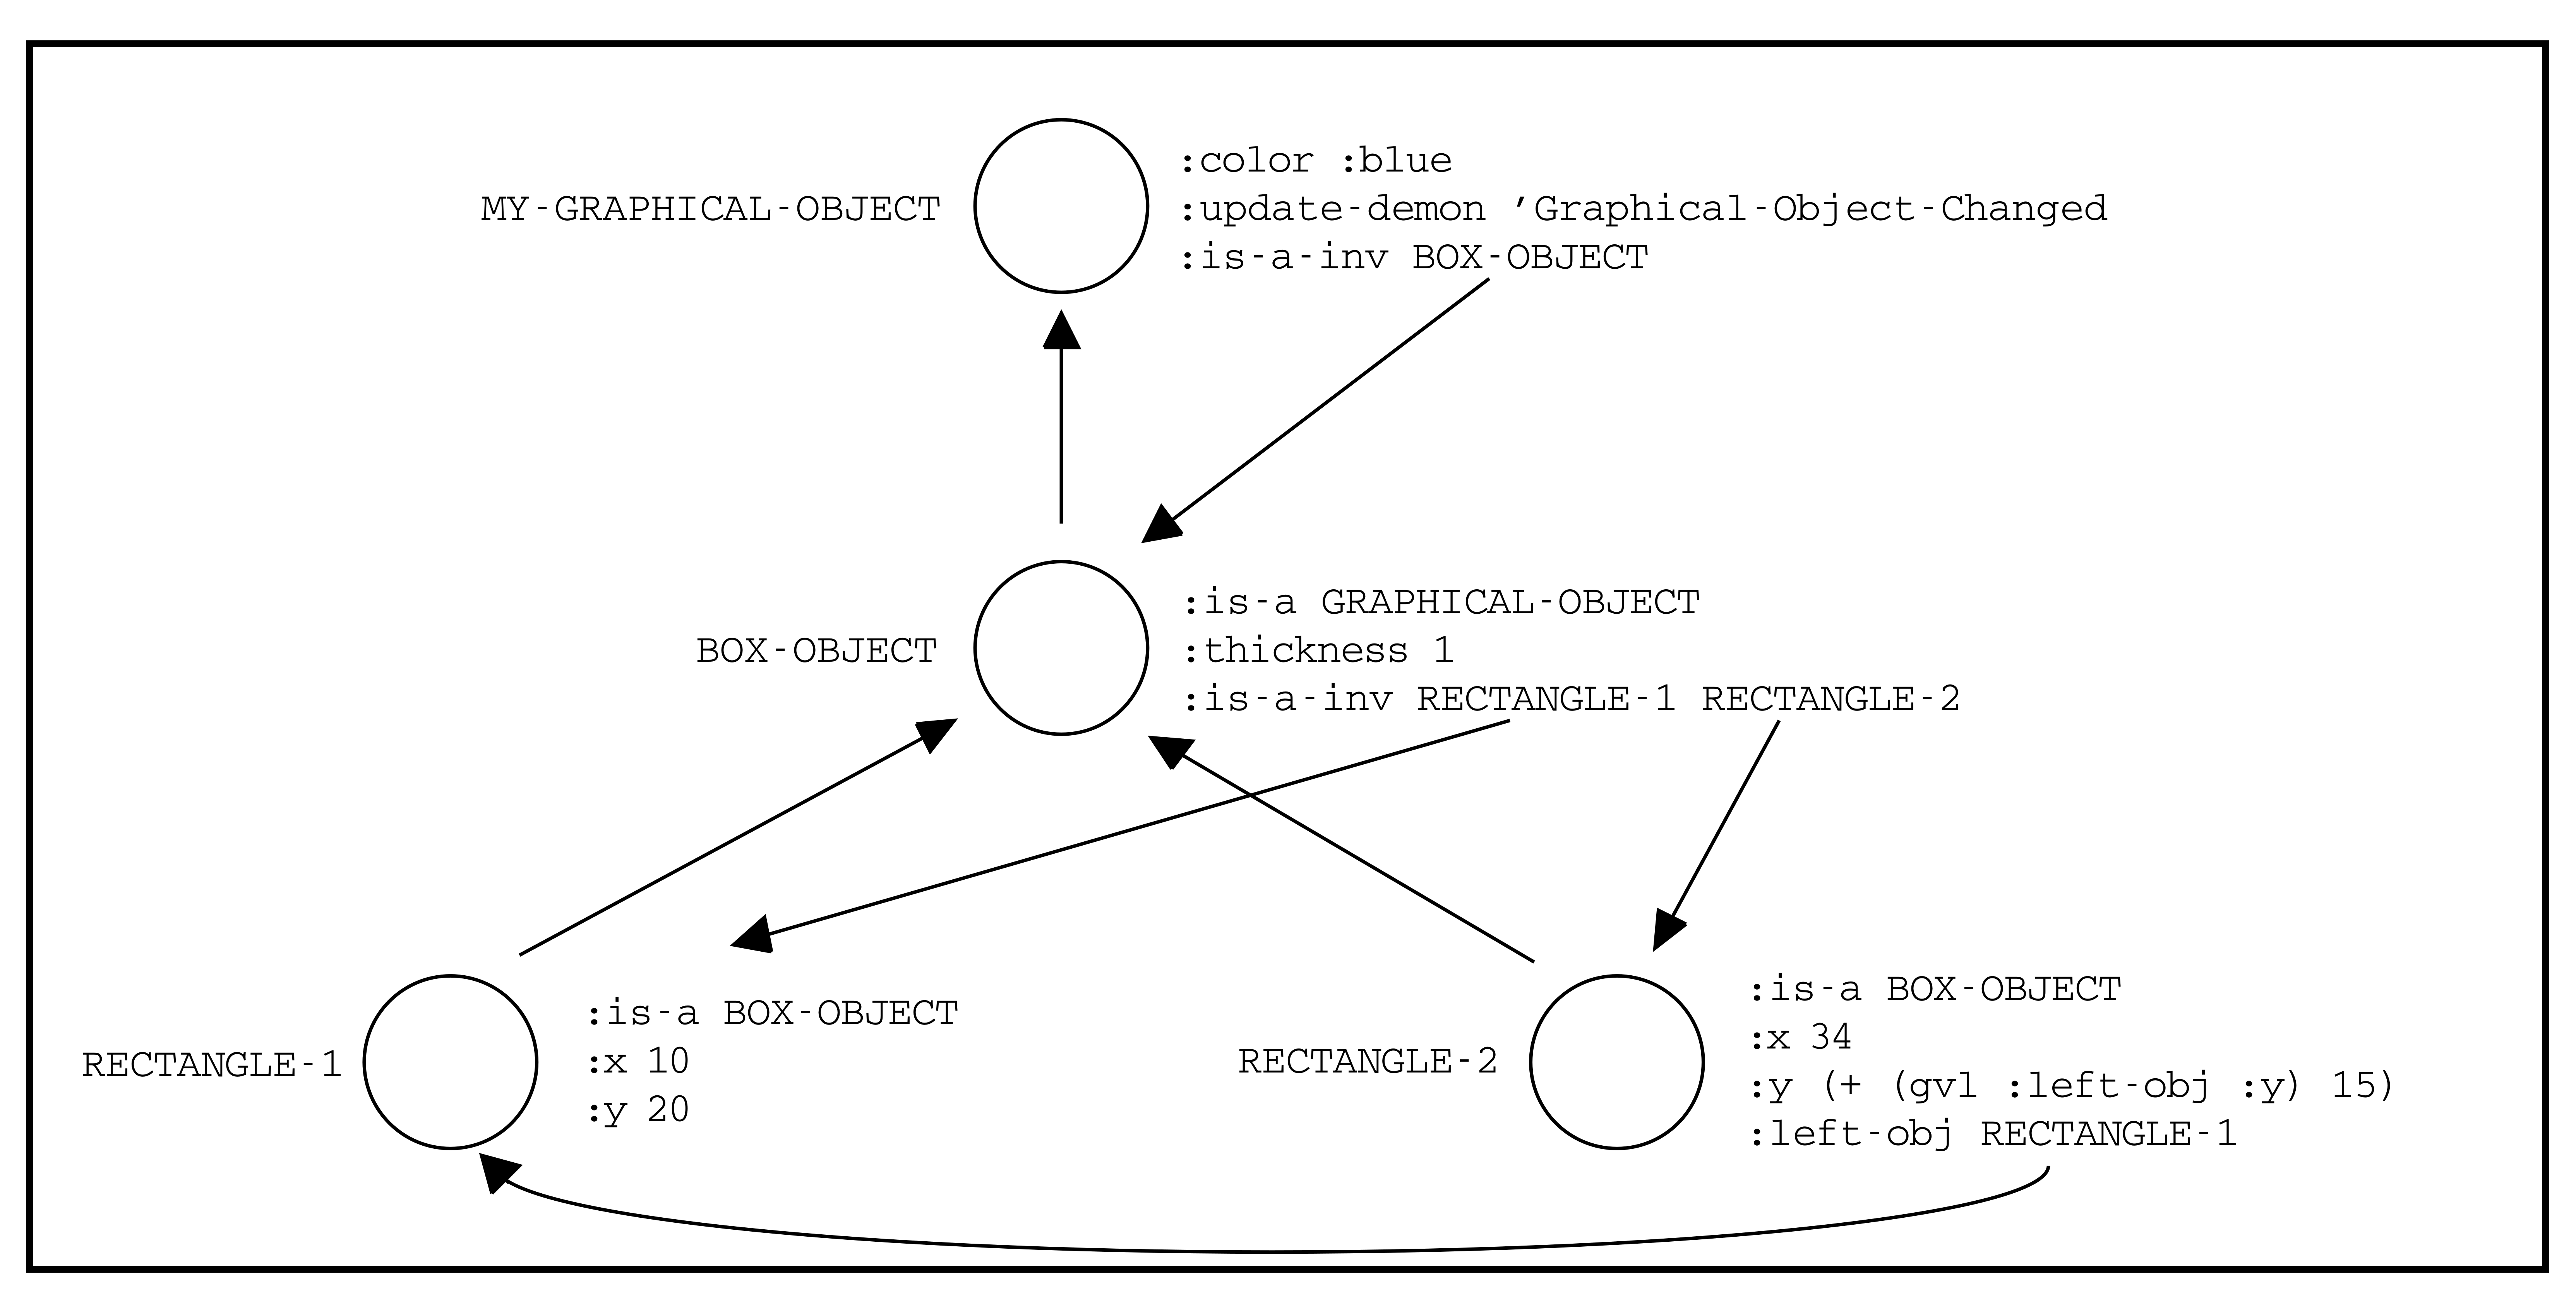 :color :blue
MY-GRAPHICAL-OBJECT :update-demon ’Graphical-Object-Changed
:is-a-inv BOX-OBJECT
:is-a GRAPHICAL-OBJECT
BOX-OBJECT :thickness 1
:is-a-inv RECTANGLE-1 RECTANGLE-2
RECTANGLE-1
:is-a BOX-OBJECT
:x 10
:y 20
RECTANGLE-2
:is-a BOX-OBJECT
:x 34
:y (+ (gvl :left-obj :y) 15)
:left-obj RECTANGLE-1